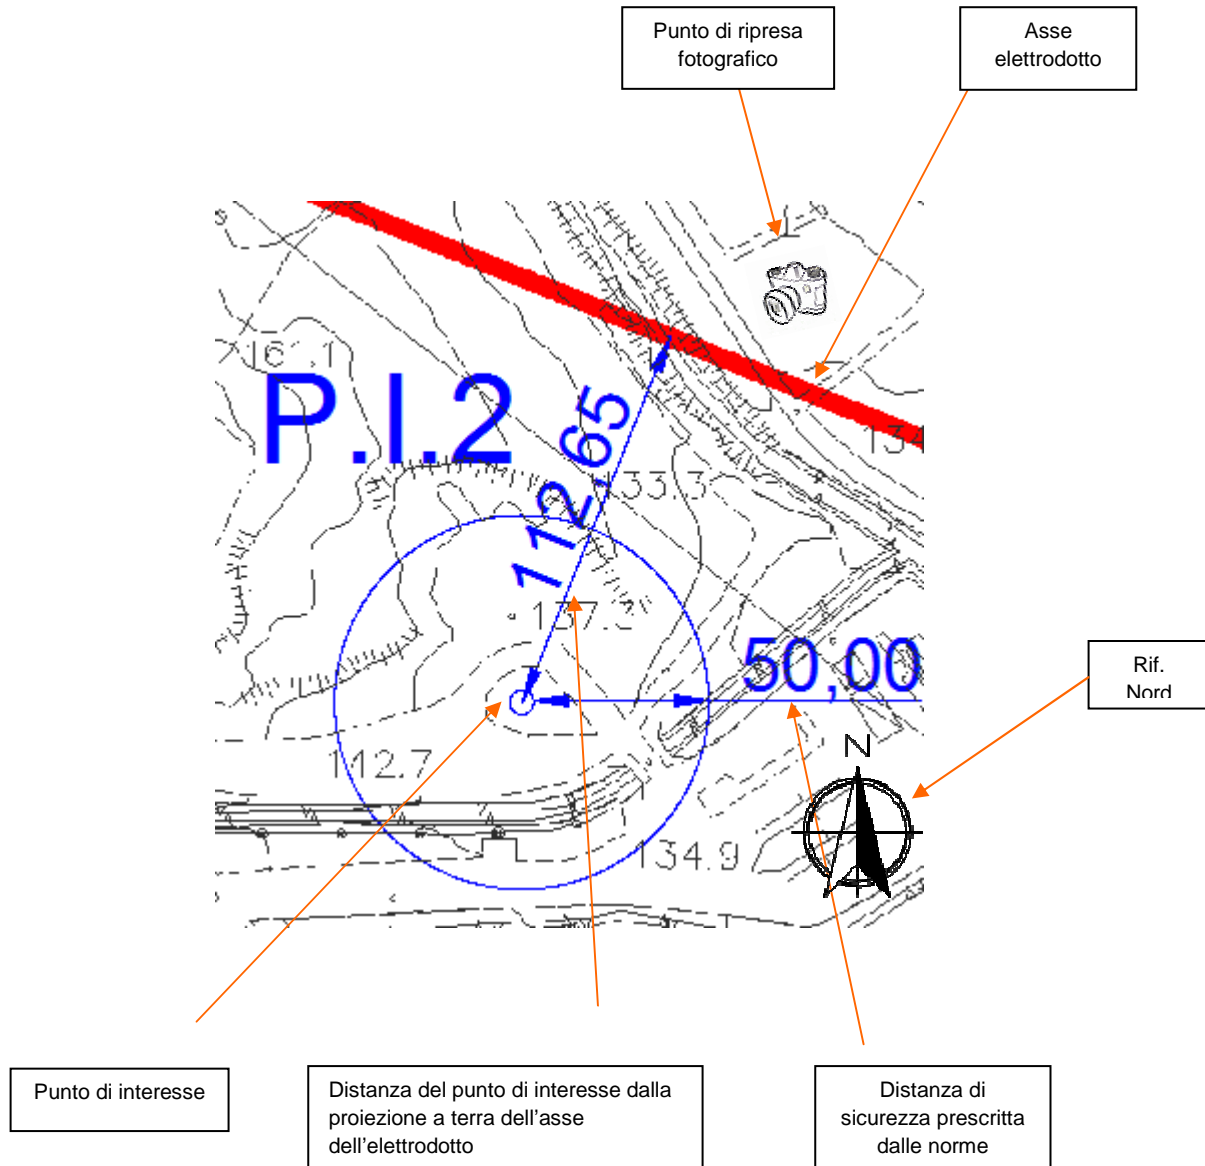 Punto di ripresa
fotografico
Asse
elettrodotto
161.1
P.I.2
112,65
133.3
134
137.3
50,00
Rif.
Nord
142.7
N
134.9
Punto di interesse
Distanza del punto di interesse dalla
proiezione a terra dell'asse
dell'elettrodotto
Distanza di
sicurezza prescritta
dalle norme